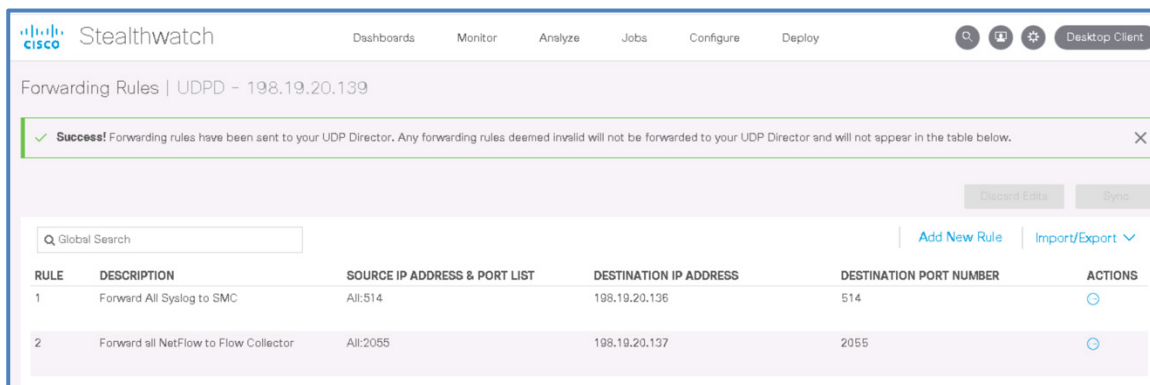 cisco Stealthwatch Dashboards Monitor Analyze Jobs Configure Deploy Desktop Client
Forwarding Rules | UDPD - 198.19.20.139
Success! Forwarding rules have been sent to your UDP Director. Any forwarding rules deemed invalid will not be forwarded to your UDP Director and will not appear in the table below.
Discard Edits Sync
Global Search Add New Rule Import/Export
RULE DESCRIPTION SOURCE IP ADDRESS & PORT LIST DESTINATION IP ADDRESS DESTINATION PORT NUMBER ACTIONS
1 Forward All Syslog to SMC All:514 198.19.20.136 514
2 Forward all NetFlow to Flow Collector All:2055 198.19.20.137 2055